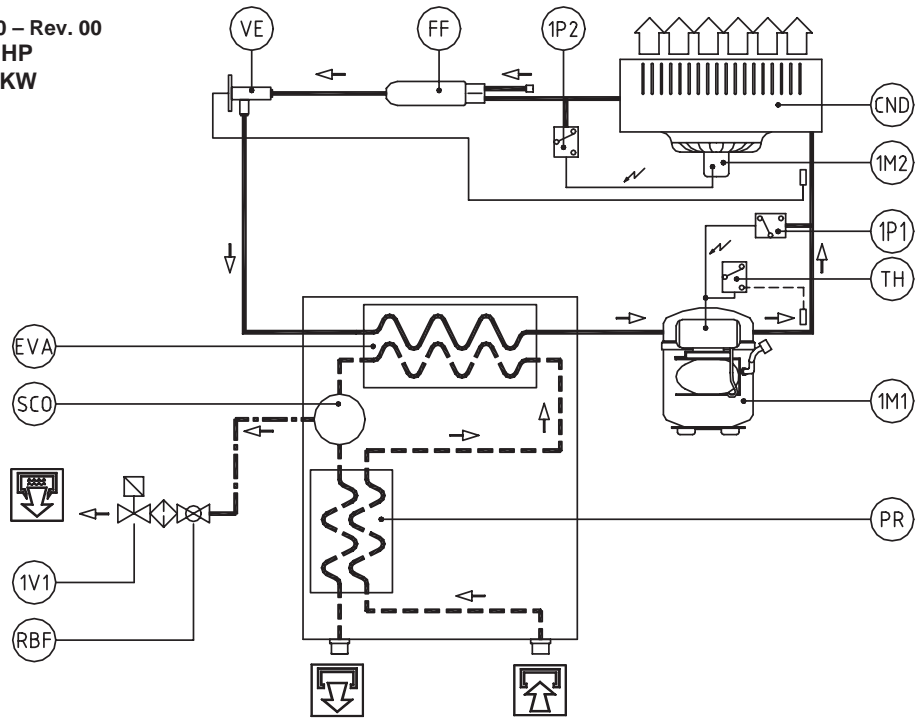 0 – Rev. 00
HP
KW
VE
FF
1P2
CND
1M2
1P1
TH
EVA
SCO
1M1
PR
1V1
RBF